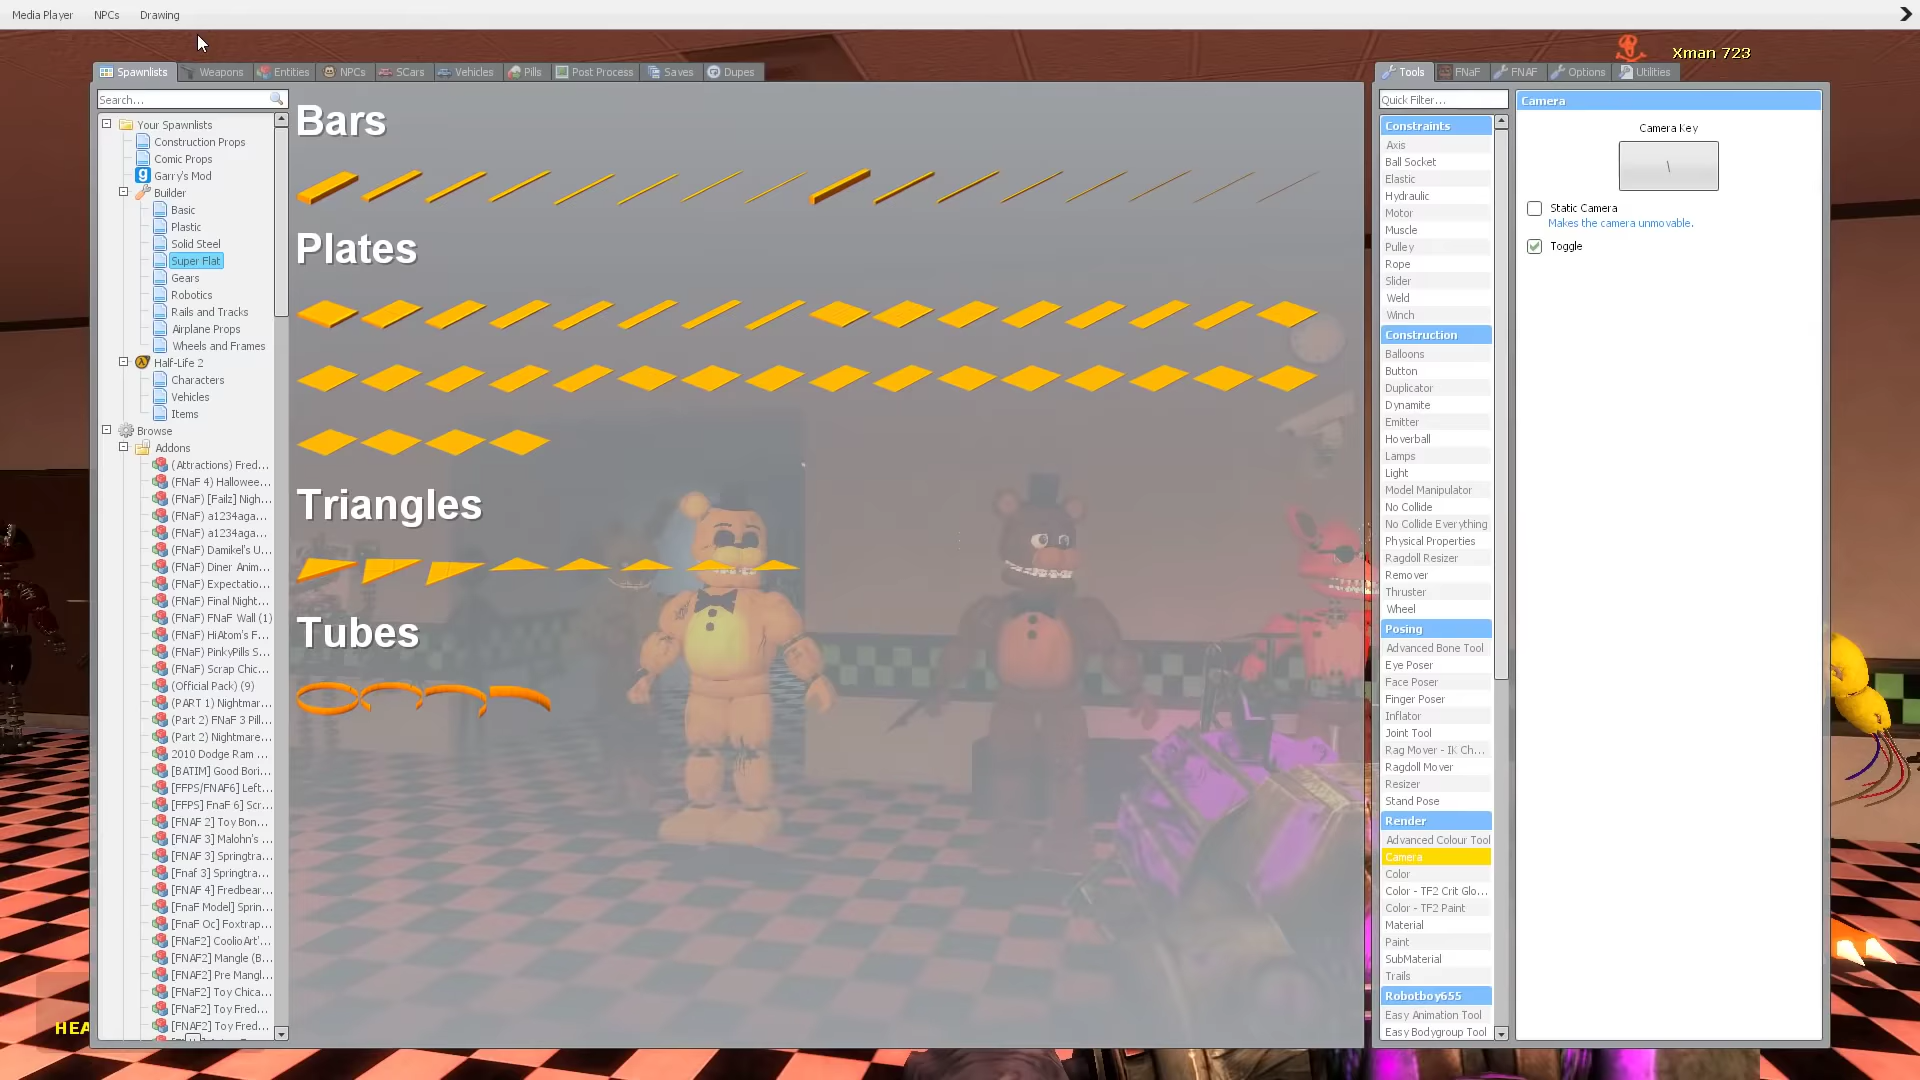 Media Player NPCs Drawing
Xman 723
Spawnlists Weapons Entities NPCs SCars Vehicles Pills Post Process Saves Dupes
Search...
Your Spawnlists
Construction Props
Comic Props
Garry's Mod
Builder
Basic
Plastic
Solid Steel
Super Flat
Gears
Robotics
Rails and Tracks
Airplane Props
Wheels and Frames
Half-Life 2
Characters
Vehicles
Items
Browse
Addons
(Attractions) Fred...
(FNaF 4) Hallowee...
(FNaF) [Failz] Nigh...
(FNaF) a1234aga...
(FNaF) a1234aga...
(FNaF) Damikel's U...
(FNaF) Diner Anim...
(FNaF) Expectatio...
(FNaF) Final Night...
(FNaF) FNaF Wall (1)
(FNaF) HiAtom's F...
(FNaF) PinkyPills S...
(FNaF) Scrap Chic...
(Official Pack) (9)
(PART 1) Nightmar...
(Part 2) FNaF 3 Pill...
(Part 2) Nightmare...
2010 Dodge Ram ...
[BATIM] Good Bori...
[FFPS/FNAF6] Left...
[FFPS] FnaF 6] Scr...
[FNAF 2] Toy Bon...
[FNAF 3] Malohn's ...
[FNAF 3] Springtra...
[Fnaf 3] Springtra...
[FNAF 4] Fredbear...
[FnaF Model] Sprin...
[FnaF Oc] Foxtrap...
[FNaF2] CoolioArt'...
[FNAF2] Mangle (B...
[FNAF2] Pre Mangl...
[FNaF2] Toy Chica...
[FNaF2] Toy Fred...
[FNAF2] Toy Fred...
Bars
Plates
Triangles
Tubes
HEA
Tools FNaF FNAF Options Utilities
Quick Filter...
Constraints
Axis
Ball Socket
Elastic
Hydraulic
Motor
Muscle
Pulley
Rope
Slider
Weld
Winch
Construction
Balloons
Button
Duplicator
Dynamite
Emitter
Hoverball
Lamps
Light
Model Manipulator
No Collide
No Collide Everything
Physical Properties
Ragdoll Resizer
Remover
Thruster
Wheel
Posing
Advanced Bone Tool
Eye Poser
Face Poser
Finger Poser
Inflator
Joint Tool
Rag Mover - IK Ch...
Ragdoll Mover
Resizer
Stand Pose
Render
Advanced Colour Tool
Camera
Color
Color - TF2 Crit Glo...
Color - TF2 Paint
Material
Paint
SubMaterial
Trails
Robotboy655
Easy Animation Tool
Easy Bodygroup Tool
Camera
Camera Key
\
Static Camera
Makes the camera unmovable.
Toggle